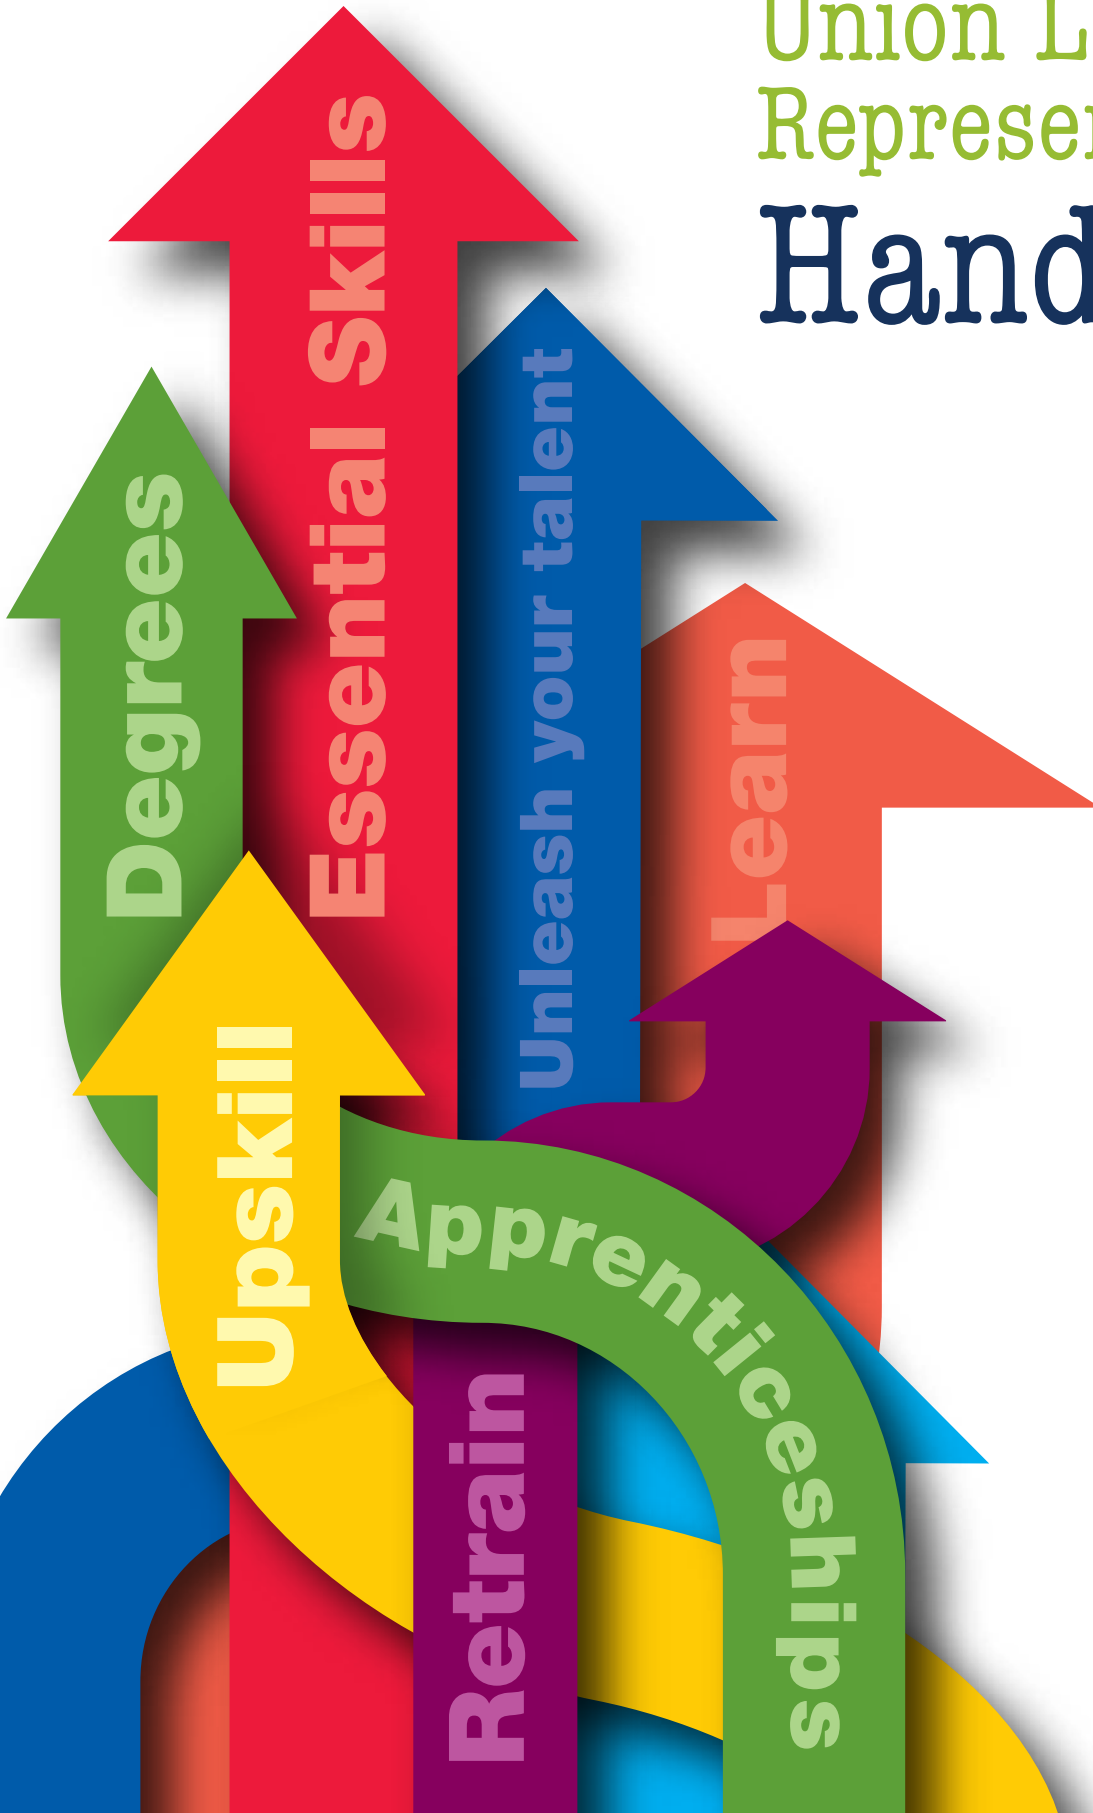 Union L
Represe
Hand
Essential Skills
Unleash your talent
Degrees
Learn
Upskill
Apprenticeships
Retrain